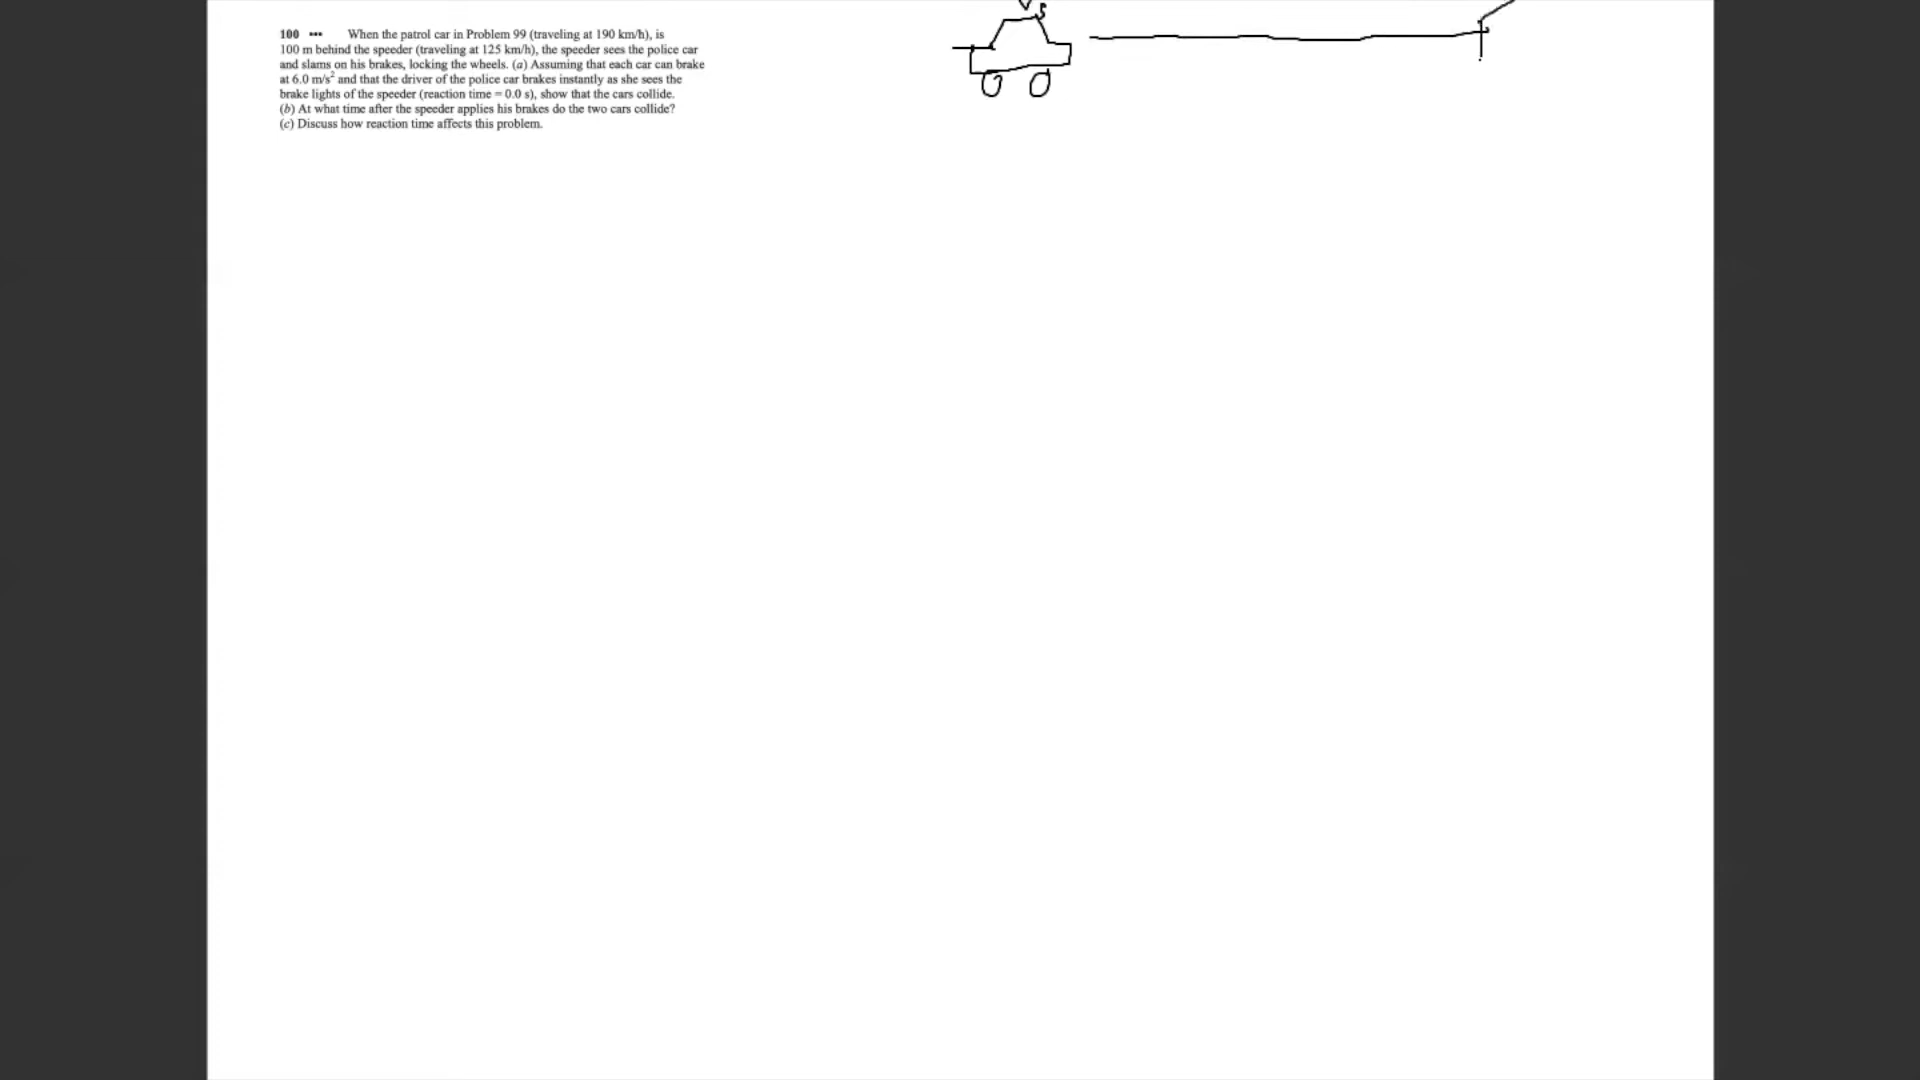 100 ••• When the patrol car in Problem 99 (traveling at 190 km/h), is
100 m behind the speeder (traveling at 125 km/h), the speeder sees the police car
and slams on his brakes, locking the wheels. (a) Assuming that each car can brake
at 6.0 m/s² and that the driver of the police car brakes instantly as she sees the
brake lights of the speeder (reaction time = 0.0 s), show that the cars collide.
(b) At what time after the speeder applies his brakes do the two cars collide?
(c) Discuss how reaction time affects this problem.